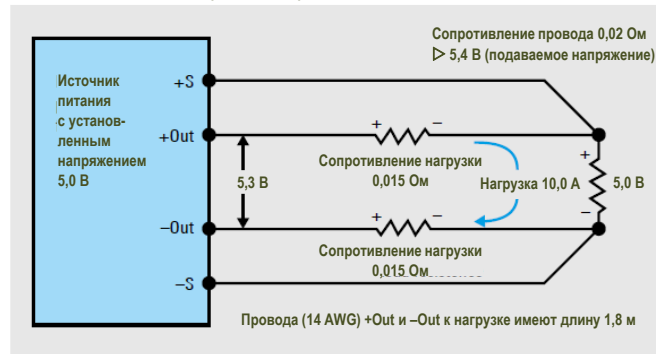 Сопротивление провода 0,02 Ом
▷ 5,4 В (подаваемое напряжение)
Источник
питания
с установ-
ленным
напряжением
5,0 В
+S
+Out
–Out
–S
5,3 В
+ –
Сопротивление нагрузки
0,015 Ом
Нагрузка 10,0 А
+
5,0 В
–
+ –
Сопротивление нагрузки
0,015 Ом
Провода (14 AWG) +Out и –Out к нагрузке имеют длину 1,8 м